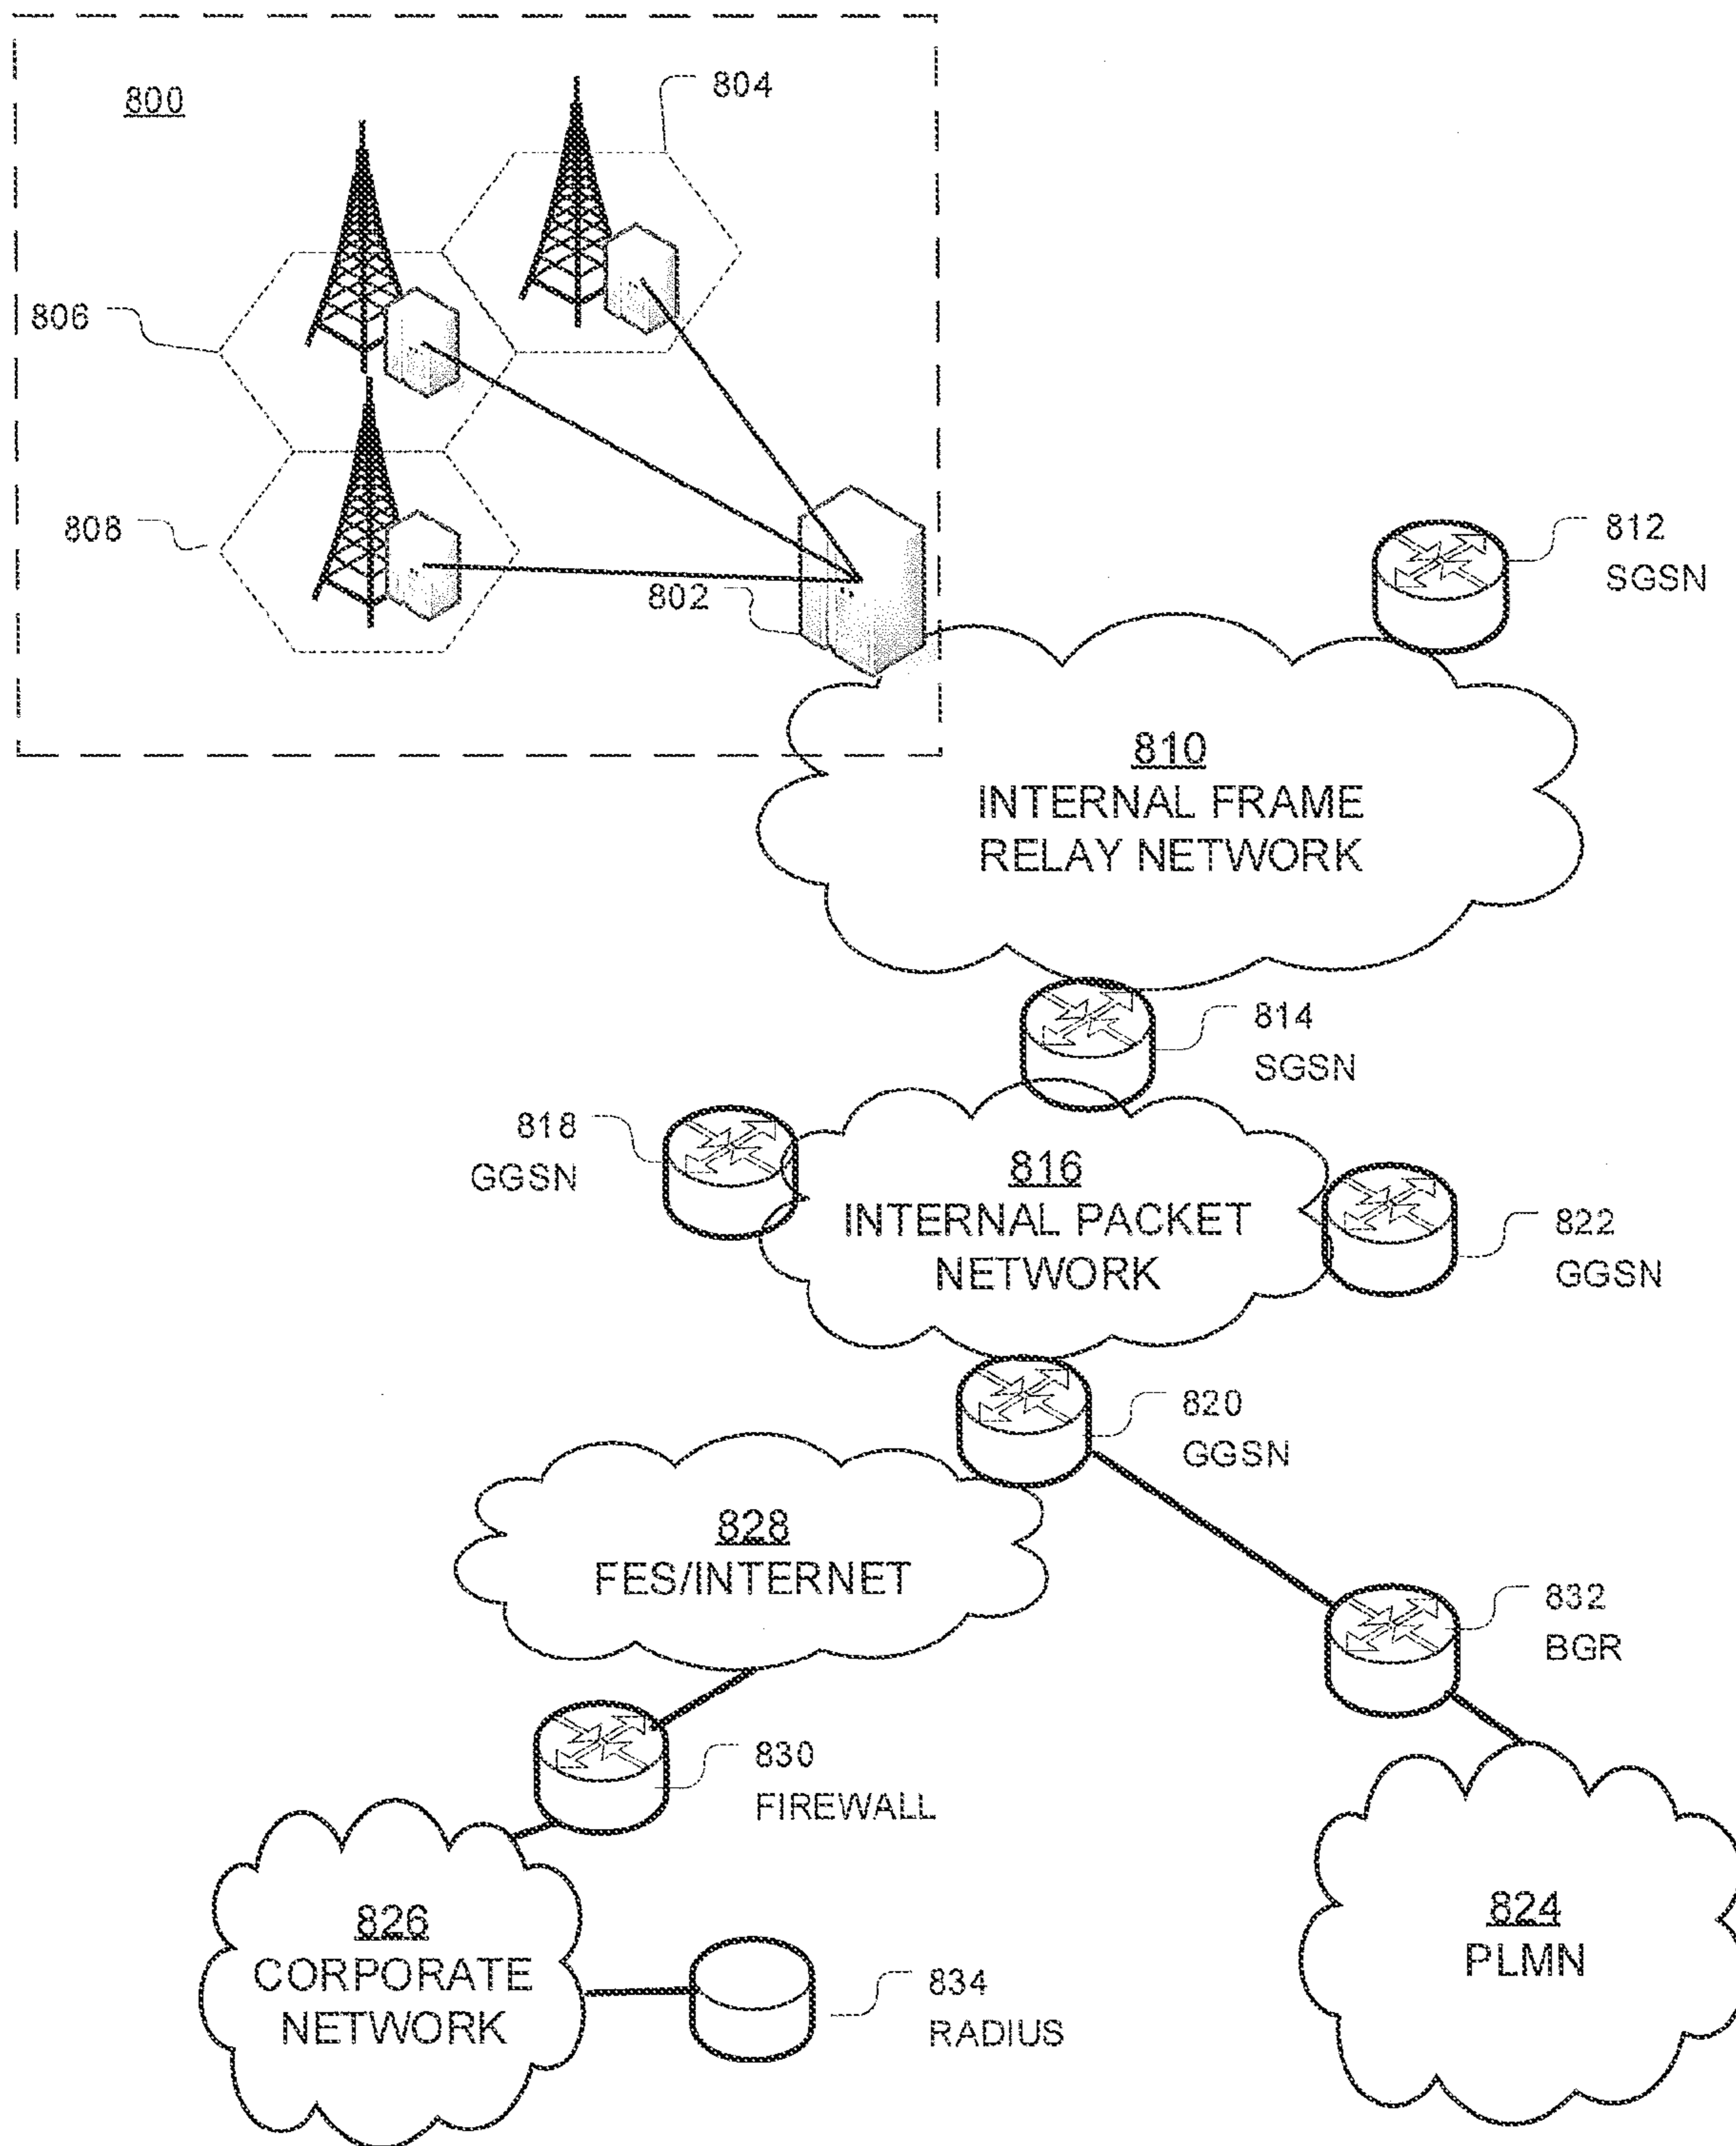 800
804
806
808
802
812
SGSN
810
INTERNAL FRAME
RELAY NETWORK
814
SGSN
818
GGSN
816
INTERNAL PACKET
NETWORK
822
GGSN
820
GGSN
828
FES/INTERNET
832
BGR
830
FIREWALL
826
CORPORATE
NETWORK
824
PLMN
834
RADIUS